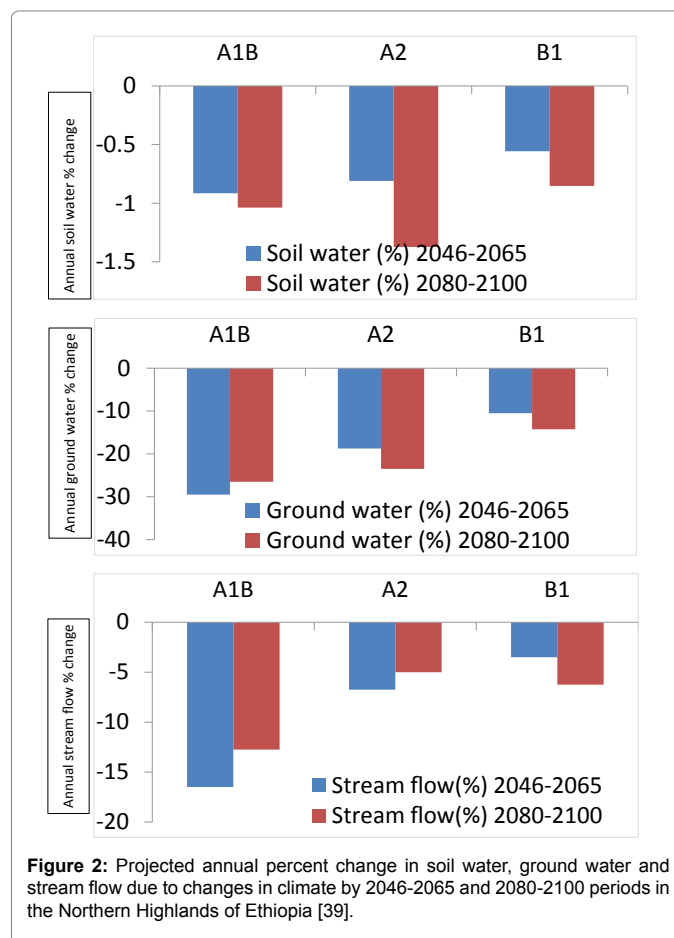 A1B A2 B1
0
-0.5
-1
-1.5
Annual soil water % change
Soil water (%) 2046-2065
Soil water (%) 2080-2100
A1B A2 B1
0
-10
-20
-30
-40
Annual ground water % change
Ground water (%) 2046-2065
Ground water (%) 2080-2100
A1B A2 B1
0
-5
-10
-15
-20
Annual stream flow % change
Stream flow(%) 2046-2065
Stream flow(%) 2080-2100
Figure 2: Projected annual percent change in soil water, ground water and
stream flow due to changes in climate by 2046-2065 and 2080-2100 periods in
the Northern Highlands of Ethiopia [39].